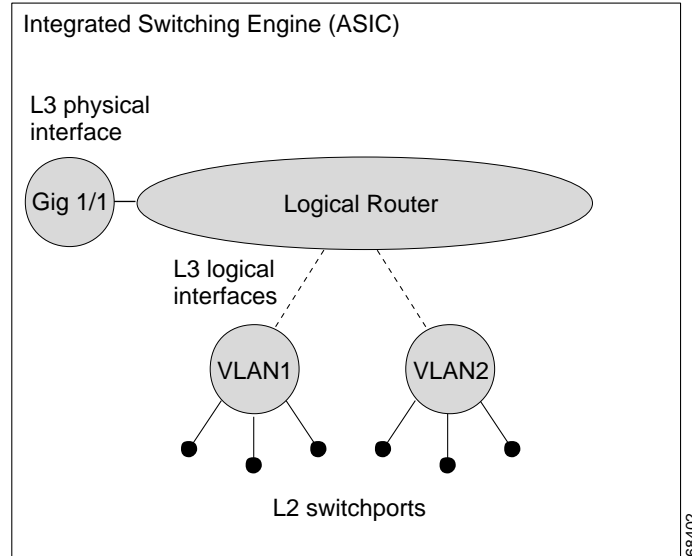 Integrated Switching Engine (ASIC)
L3 physical
interface
Gig 1/1
Logical Router
L3 logical
interfaces
VLAN1
VLAN2
L2 switchports
68402